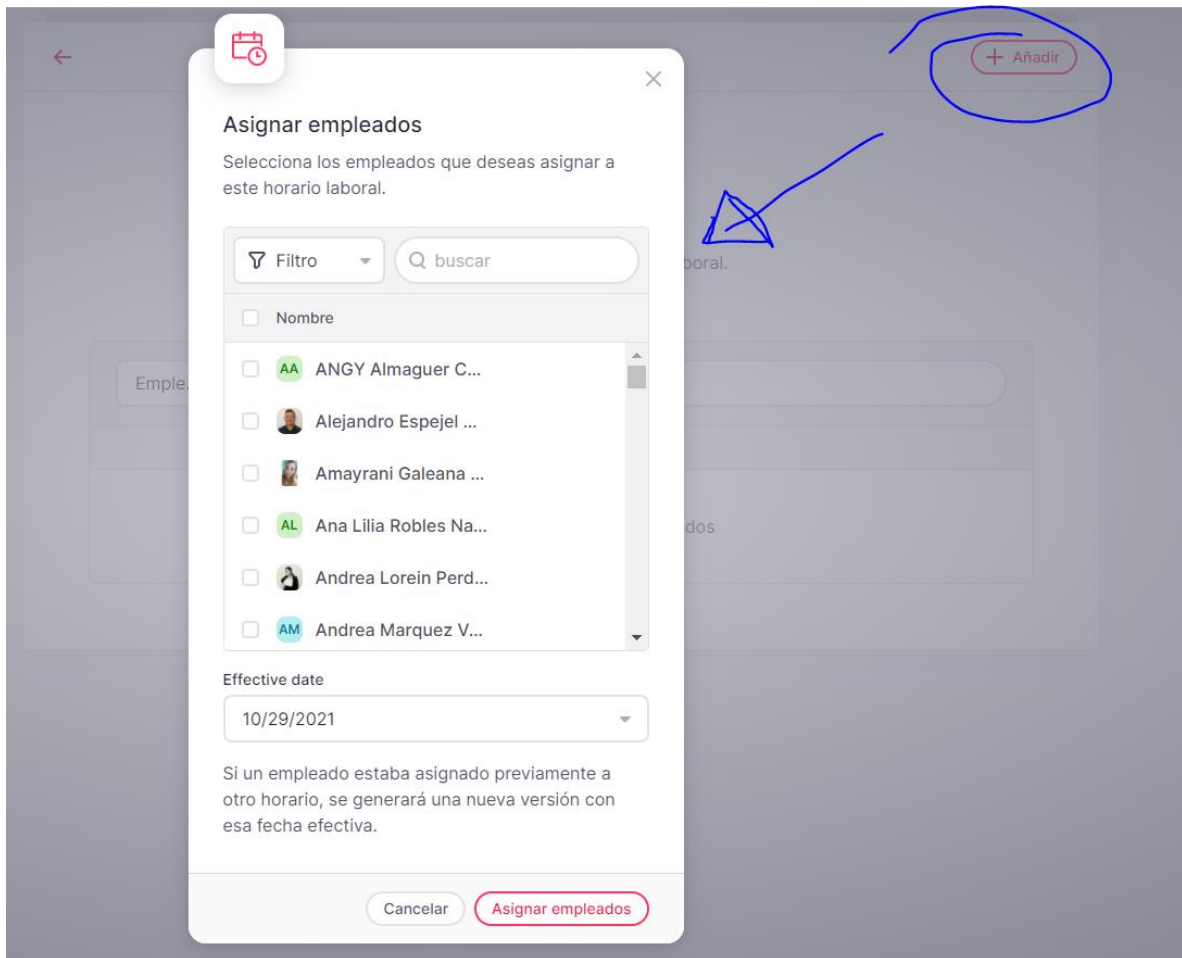 + Añadir
Asignar empleados
Selecciona los empleados que deseas asignar a
este horario laboral.
Filtro
buscar
boral.
Nombre
AA ANGY Almaguer C...
Emple.
Alejandro Espejel ...
Amayrani Galeana ...
AL Ana Lilia Robles Na...
dos
Andrea Lorein Perd...
AM Andrea Marquez V...
Effective date
10/29/2021
Si un empleado estaba asignado previamente a
otro horario, se generará una nueva versión con
esa fecha efectiva.
Cancelar
Asignar empleados